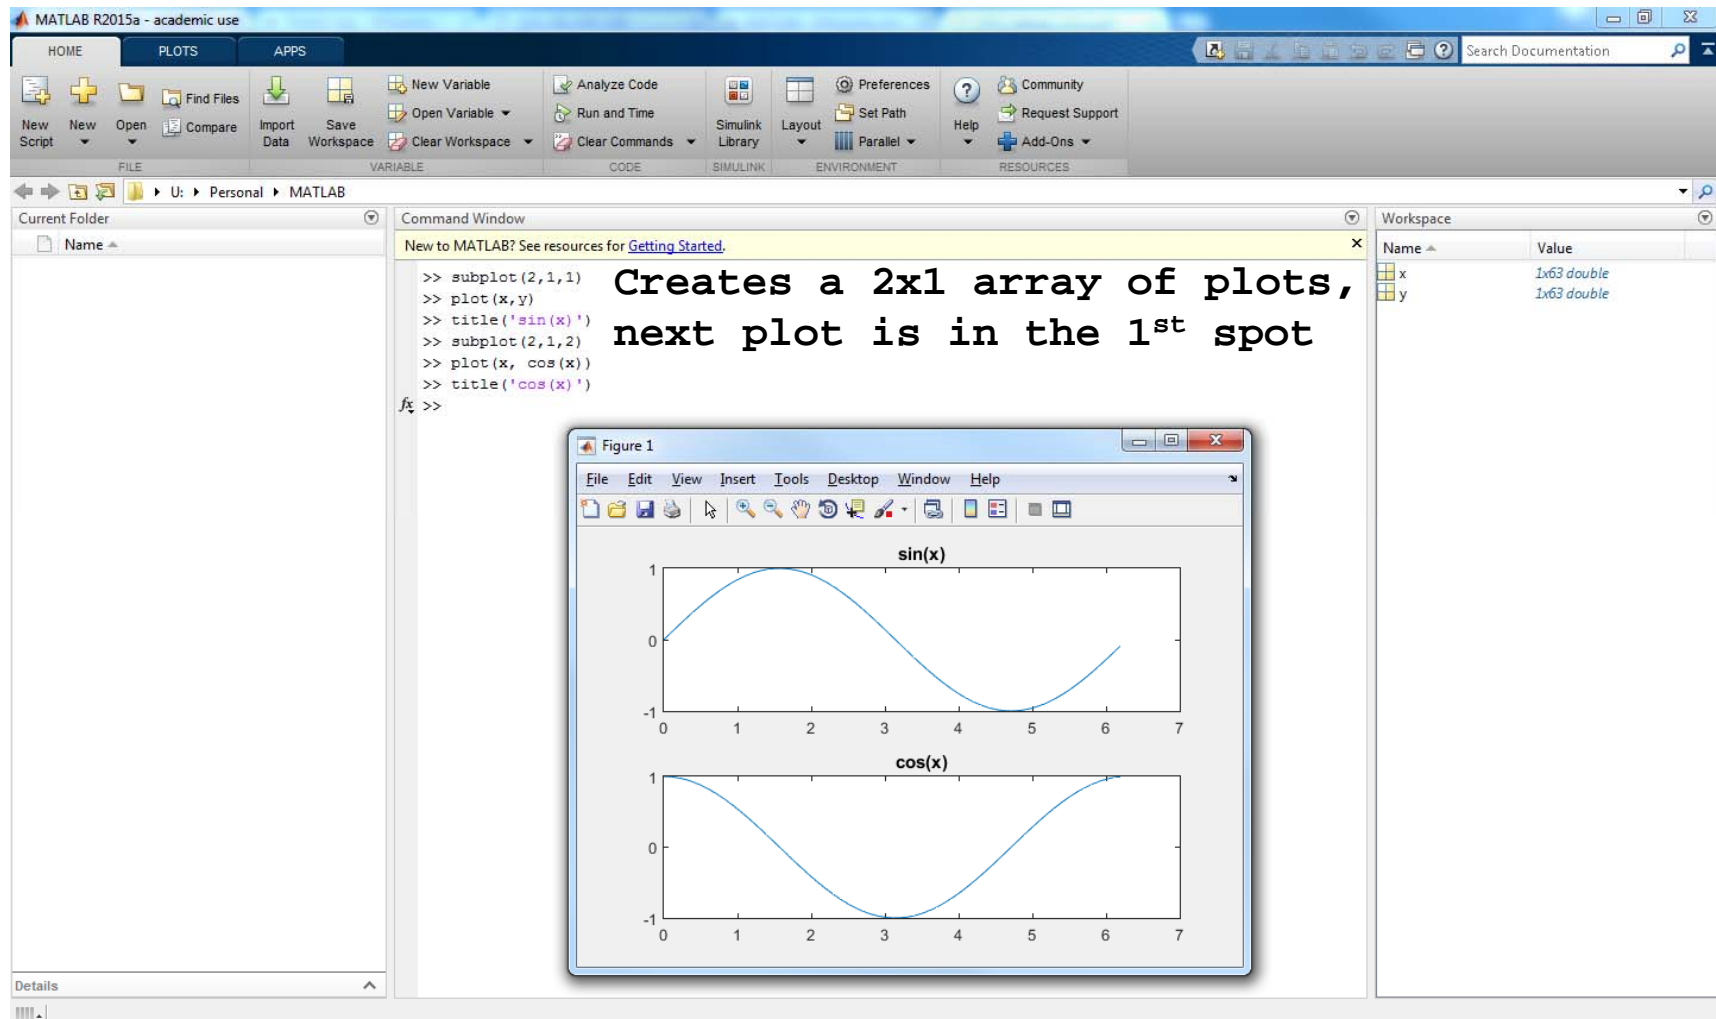 MATLAB R2015a - academic use
HOME PLOTS APPS
Search Documentation
New Script
New
Open
Find Files
Compare
Import Data
Save Workspace
New Variable
Open Variable
Clear Workspace
Analyze Code
Run and Time
Clear Commands
Simulink Library
Layout
Preferences
Set Path
Parallel
Help
Community
Request Support
Add-Ons
FILE VARIABLE CODE SIMULINK ENVIRONMENT RESOURCES
U: Personal MATLAB
Current Folder
Name
Command Window
New to MATLAB? See resources for Getting Started.
>> subplot(2,1,1)
>> plot(x,y)
>> title('sin(x)')
>> subplot(2,1,2)
>> plot(x, cos(x))
>> title('cos(x)')
fx >>
Creates a 2x1 array of plots,
next plot is in the 1st spot
Workspace
Name Value
x 1x63 double
y 1x63 double
Figure 1
File Edit View Insert Tools Desktop Window Help
sin(x)
1
0
-1
0 1 2 3 4 5 6 7
cos(x)
1
0
-1
0 1 2 3 4 5 6 7
Details